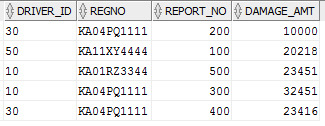 DRIVER_ID REGNO REPORT_NO DAMAGE_AMT
30 KA04PQ1111 200 10000
50 KA11XY4444 100 20218
10 KA01RZ3344 500 23451
10 KA04PQ1111 300 32451
30 KA04PQ1111 400 23416